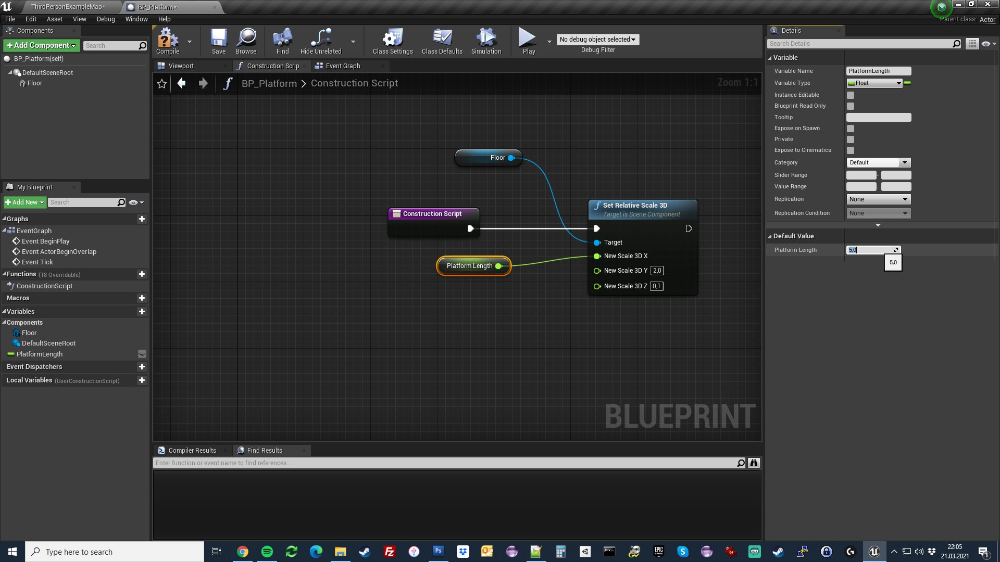 ThirdPersonExampleMap*
BP_Platform*
File Edit Asset View Debug Window Help
Parent class: Actor
Components
+Add Component
Search
BP_Platform(self)
DefaultSceneRoot
Floor
My Blueprint
+Add New
Search
Graphs
EventGraph
Event BeginPlay
Event ActorBeginOverlap
Event Tick
Functions (18 Overridable)
ConstructionScript
Macros
Variables
Components
Floor
DefaultSceneRoot
PlatformLength
Event Dispatchers
Local Variables (UserConstructionScript)
Compile
Save
Browse
Find
Hide Unrelated
Class Settings
Class Defaults
Simulation
Play
No debug object selected
Debug Filter
Viewport
Construction Scrip
Event Graph
BP_Platform > Construction Script
Zoom 1:1
Floor
Construction Script
Platform Length
Set Relative Scale 3D
Target is Scene Component
Target
New Scale 3D X
New Scale 3D Y 2,0
New Scale 3D Z 0,1
BLUEPRINT
Compiler Results
Find Results
Enter function or event name to find references...
Details
Search Details
Variable
Variable Name PlatformLength
Variable Type Float
Instance Editable
Blueprint Read Only
Tooltip
Expose on Spawn
Private
Expose to Cinematics
Category Default
Slider Range
Value Range
Replication None
Replication Condition None
Default Value
Platform Length 5,0
5,0
Type here to search
22:05
21.03.2021